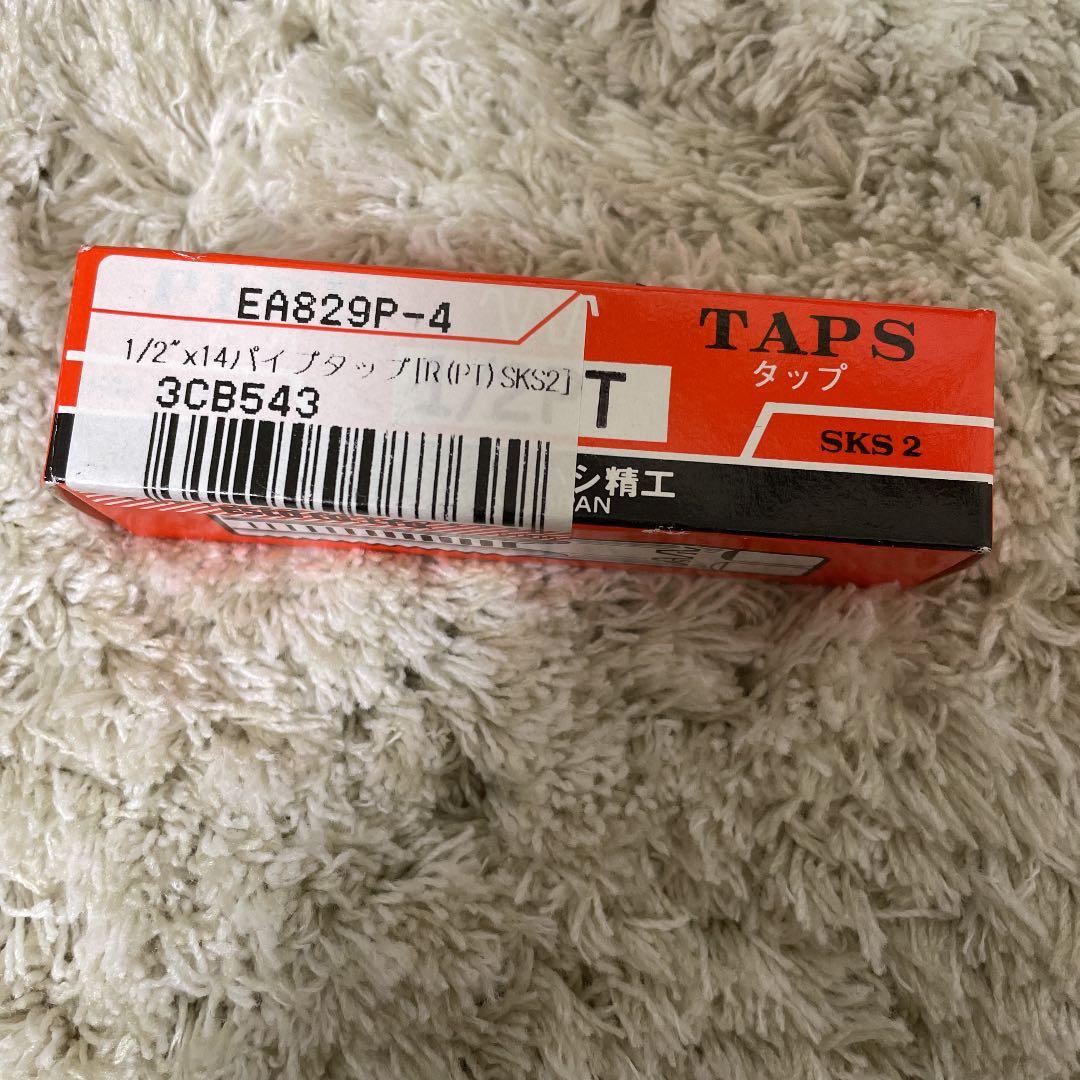 EA829P-4
1/2"x14パイプタップ[R(PT)SKS2]
3CB543
T
シ精工
AN
TAPS
タップ
SKS 2